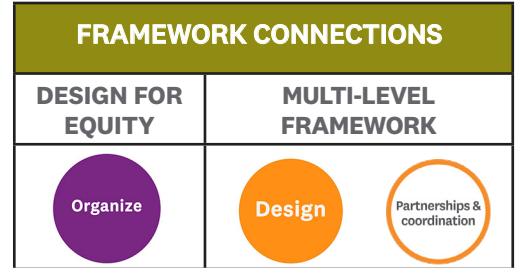 FRAMEWORK CONNECTIONS
DESIGN FOR
EQUITY
MULTI-LEVEL
FRAMEWORK
Organize
Design
Partnerships &
coordination